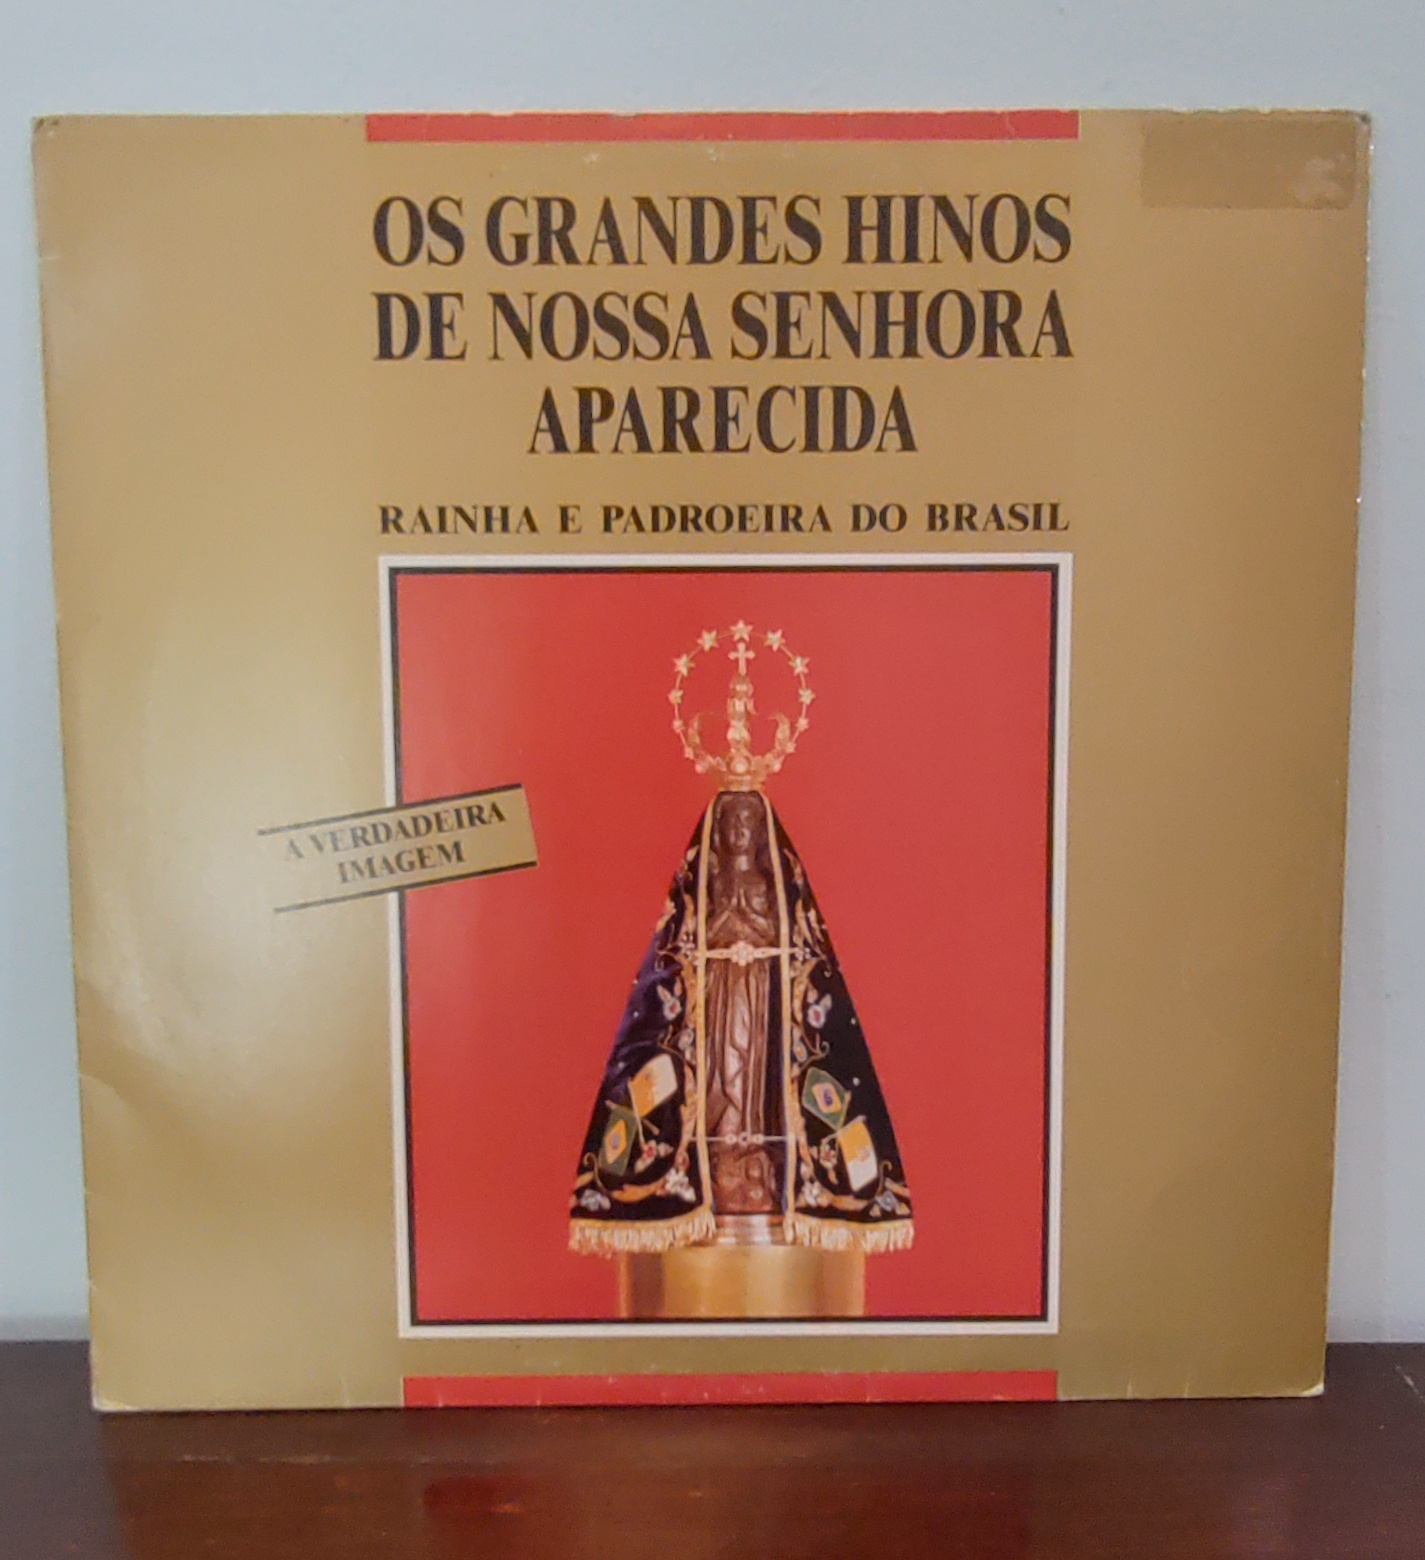 OS GRANDES HINOS
DE NOSSA SENHORA
APARECIDA
RAINHA E PADROEIRA DO BRASIL
A VERDADEIRA
IMAGEM